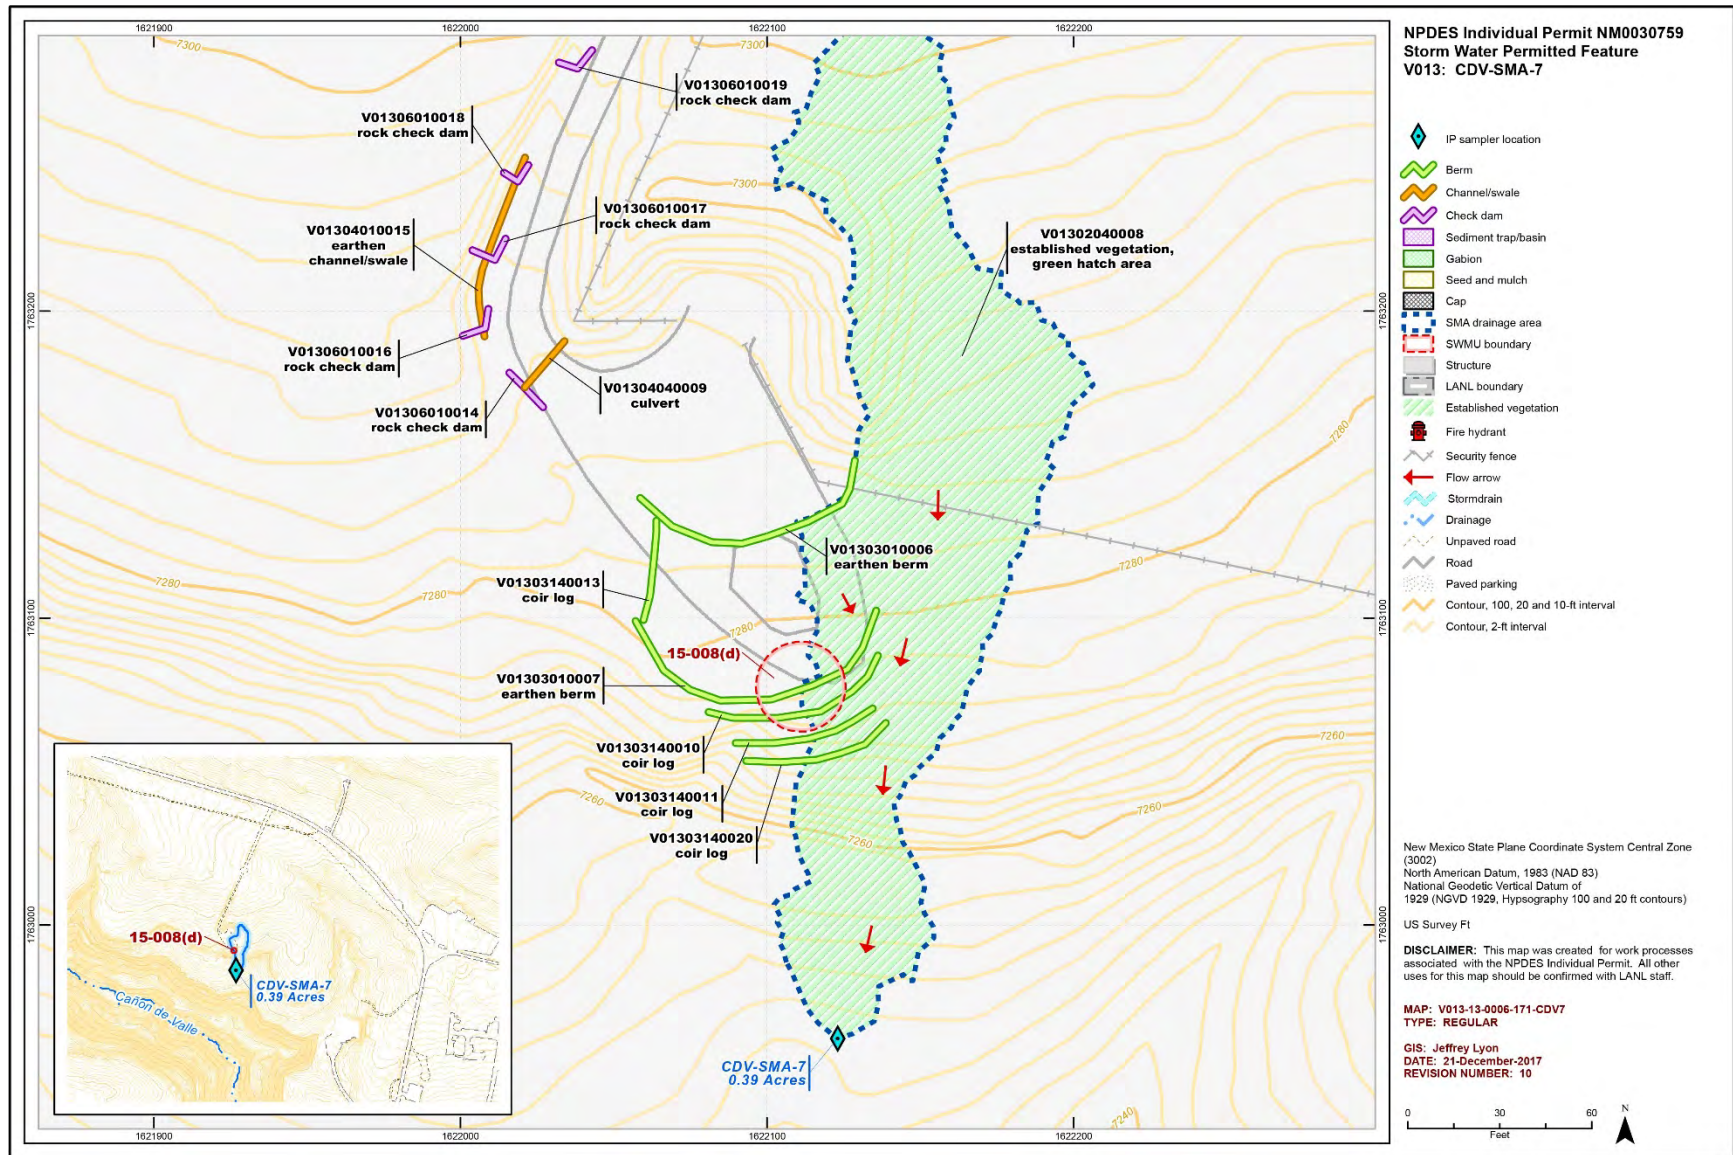 NPDES Individual Permit NM0030759
Storm Water Permitted Feature
V013: CDV-SMA-7
1621900
1622000
1622100
1622200
7300
7300
V01306010019
rock check dam
V01306010018
rock check dam
7300
V01306010017
rock check dam
V01304010015
earthen
channel/swale
V01302040008
established vegetation,
green hatch area
1763200
1763200
V01306010016
rock check dam
V01304040009
culvert
V01306010014
rock check dam
7280
V01303010006
earthen berm
7280
7280
7280
V01303140013
coir log
1763100
1763100
7280
15-008(d)
V01303010007
earthen berm
V01303140010
coir log
7260
V01303140011
coir log
7260
7260
V01303140020
coir log
7260
1763000
1763000
15-008(d)
CDV-SMA-7
0.39 Acres
Cañon de Valle
CDV-SMA-7
0.39 Acres
7240
1621900
1622000
1622100
1622200
IP sampler location
Berm
Channel/swale
Check dam
Sediment trap/basin
Gabion
Seed and mulch
Cap
SMA drainage area
SWMU boundary
Structure
LANL boundary
Established vegetation
Fire hydrant
Security fence
Flow arrow
Stormdrain
Drainage
Unpaved road
Road
Paved parking
Contour, 100, 20 and 10-ft interval
Contour, 2-ft interval
New Mexico State Plane Coordinate System Central Zone
(3002)
North American Datum, 1983 (NAD 83)
National Geodetic Vertical Datum of
1929 (NGVD 1929, Hypsography 100 and 20 ft contours)
US Survey Ft
DISCLAIMER: This map was created for work processes
associated with the NPDES Individual Permit. All other
uses for this map should be confirmed with LANL staff.
MAP: V013-13-0006-171-CDV7
TYPE: REGULAR
GIS: Jeffrey Lyon
DATE: 21-December-2017
REVISION NUMBER: 10
0 30 60
Feet
N